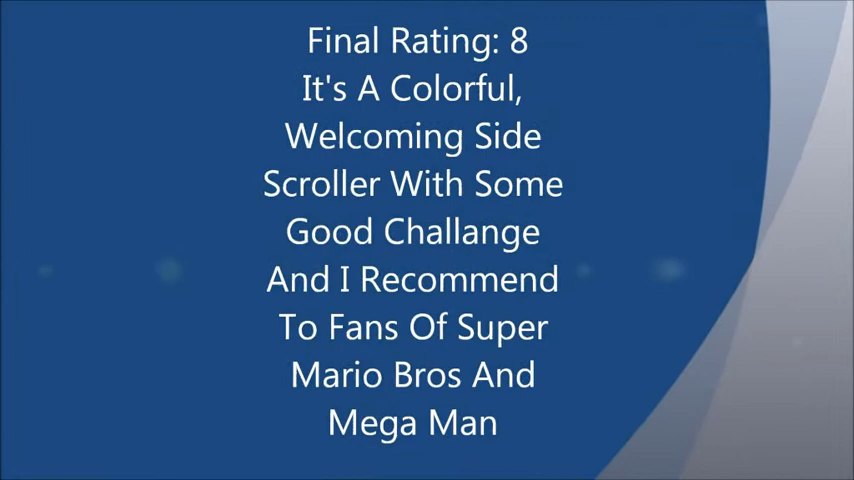 Final Rating: 8
It's A Colorful,
Welcoming Side
Scroller With Some
Good Challange
And I Recommend
To Fans Of Super
Mario Bros And
Mega Man